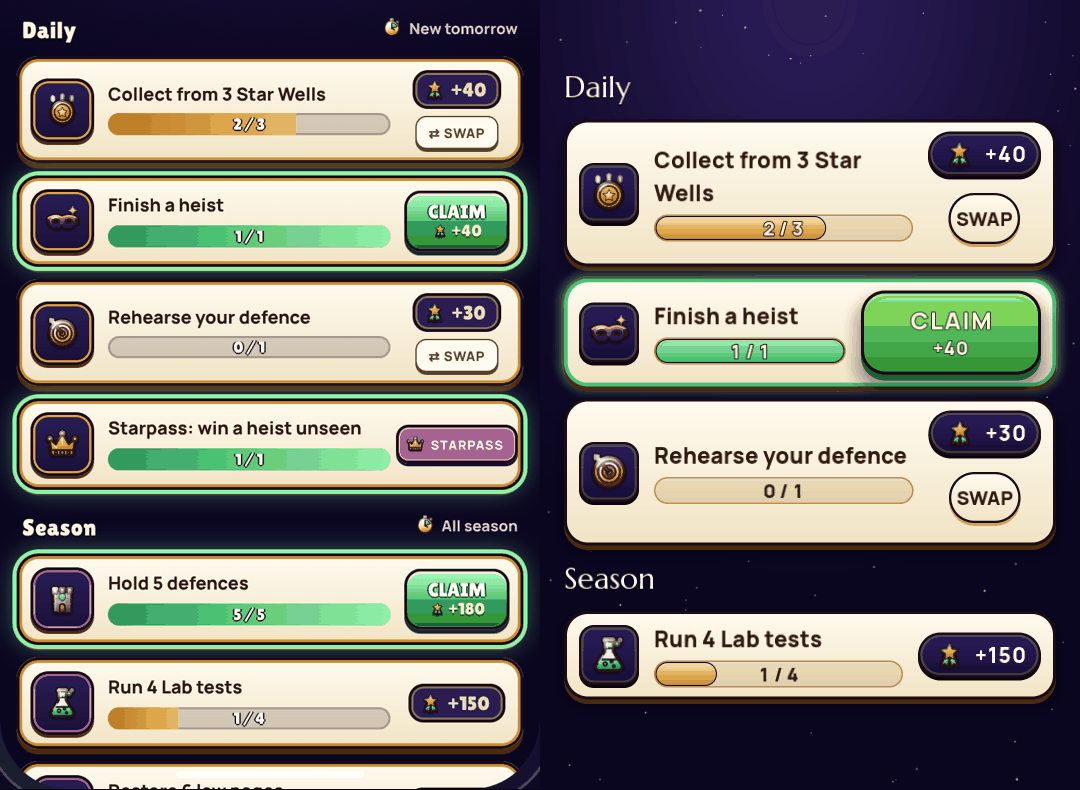 Daily
New tomorrow
Collect from 3 Star Wells
+40
2/3
⇄ SWAP
Finish a heist
CLAIM
+40
1/1
Rehearse your defence
+30
0/1
⇄ SWAP
Starpass: win a heist unseen
STARPASS
1/1
Season
All season
Hold 5 defences
CLAIM
+180
5/5
Run 4 Lab tests
+150
1/4
Daily
Collect from 3 Star
Wells
+40
2 / 3
SWAP
Finish a heist
CLAIM
+40
1 / 1
Rehearse your defence
+30
0 / 1
SWAP
Season
Run 4 Lab tests
+150
1 / 4